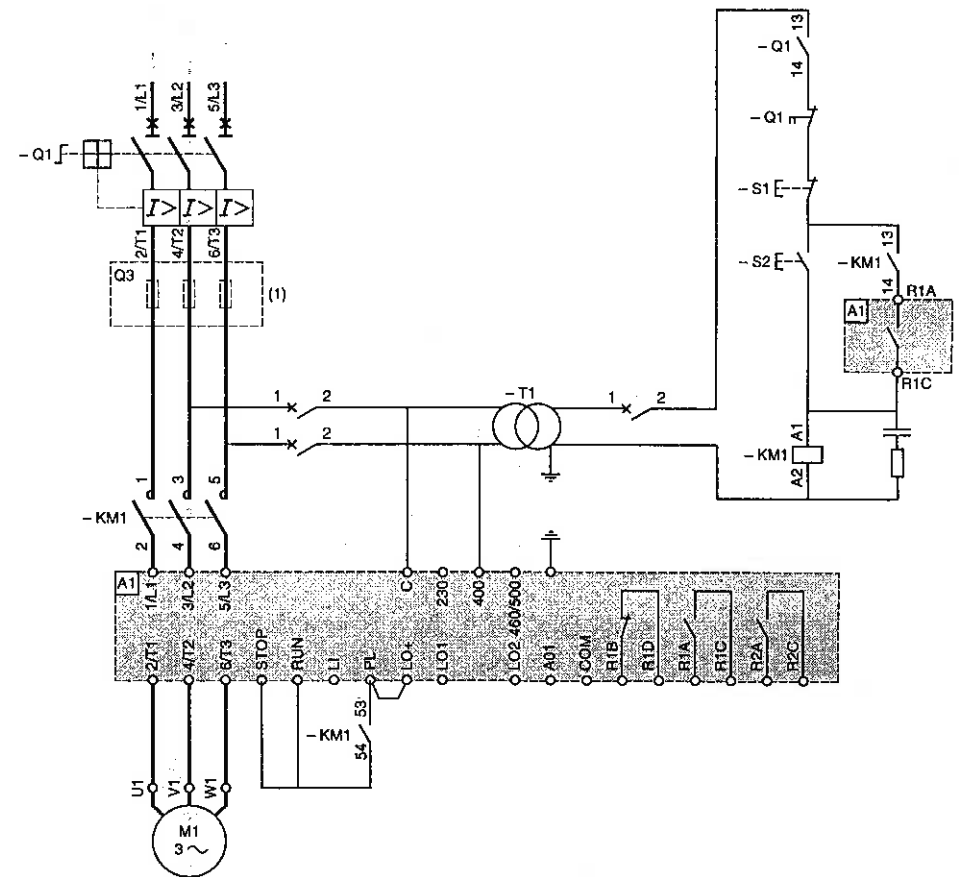 13
– Q1
14
1/L1
3/L2
5/L3
– Q1
– Q1
I>
I>
I>
– S1
2/T1
4/T2
6/T3
13
– S2
– KM1
Q3
14
(1)
R1A
A1
R1C
1
2
– T1
1
2
1
2
A1
– KM1
A2
1
3
5
– KM1
2
4
6
A1
1/L1
3/L2
5/L3
C
230
400
460/500
2/T1
4/T2
6/T3
STOP
RUN
LI
PL
LO+
LO1
LO2
A01
COM
R1B
R1D
R1A
R1C
R2A
R2C
53
– KM1
54
U1
V1
W1
M1
3 ~